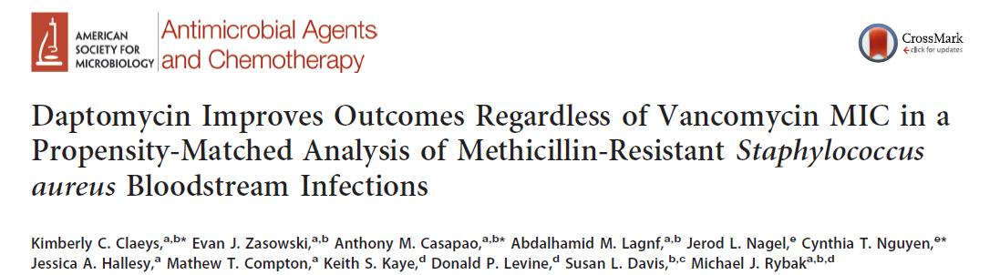 AMERICAN
SOCIETY FOR
MICROBIOLOGY
Antimicrobial Agents
and Chemotherapy
CrossMark
click for updates
Daptomycin Improves Outcomes Regardless of Vancomycin MIC in a
Propensity-Matched Analysis of Methicillin-Resistant Staphylococcus
aureus Bloodstream Infections
Kimberly C. Claeys,a,b* Evan J. Zasowski,a,b Anthony M. Casapao,a,b* Abdalhamid M. Lagnf,a,b Jerod L. Nagel,e Cynthia T. Nguyen,e*
Jessica A. Hallesy,a Mathew T. Compton,a Keith S. Kaye,d Donald P. Levine,d Susan L. Davis,b,c Michael J. Rybaka,b,d